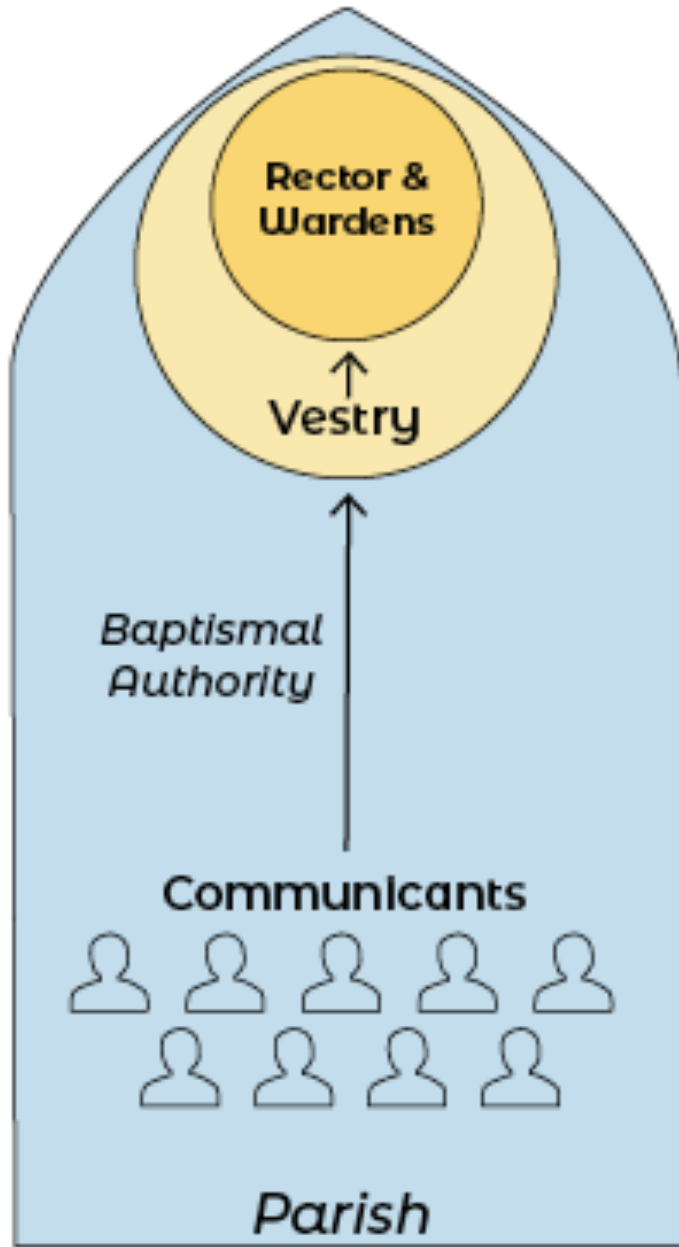 Rector &
Wardens
Vestry
Baptismal
Authority
Communicants
Parish